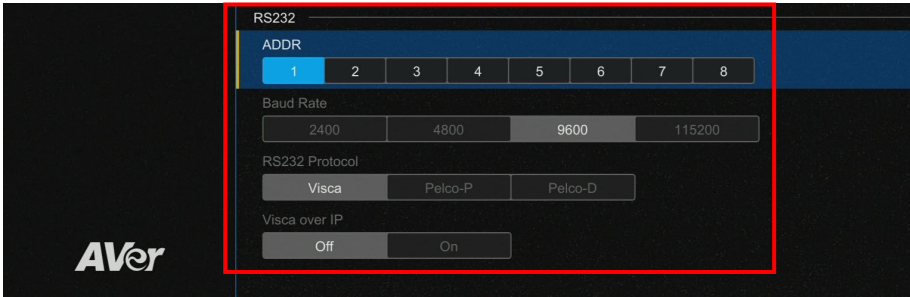 RS232
ADDR
1 2 3 4 5 6 7 8
Baud Rate
2400 4800 9600 115200
RS232 Protocol
Visca Pelco-P Pelco-D
Visca over IP
Off On
AVer